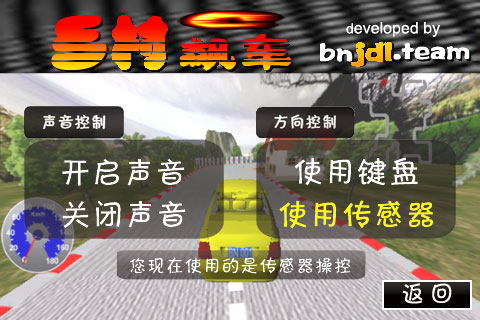 SM 飙车
developed by
bnjdl.team
声音控制
方向控制
开启声音
使用键盘
关闭声音
使用传感器
您现在使用的是传感器操控
Km/h
返回